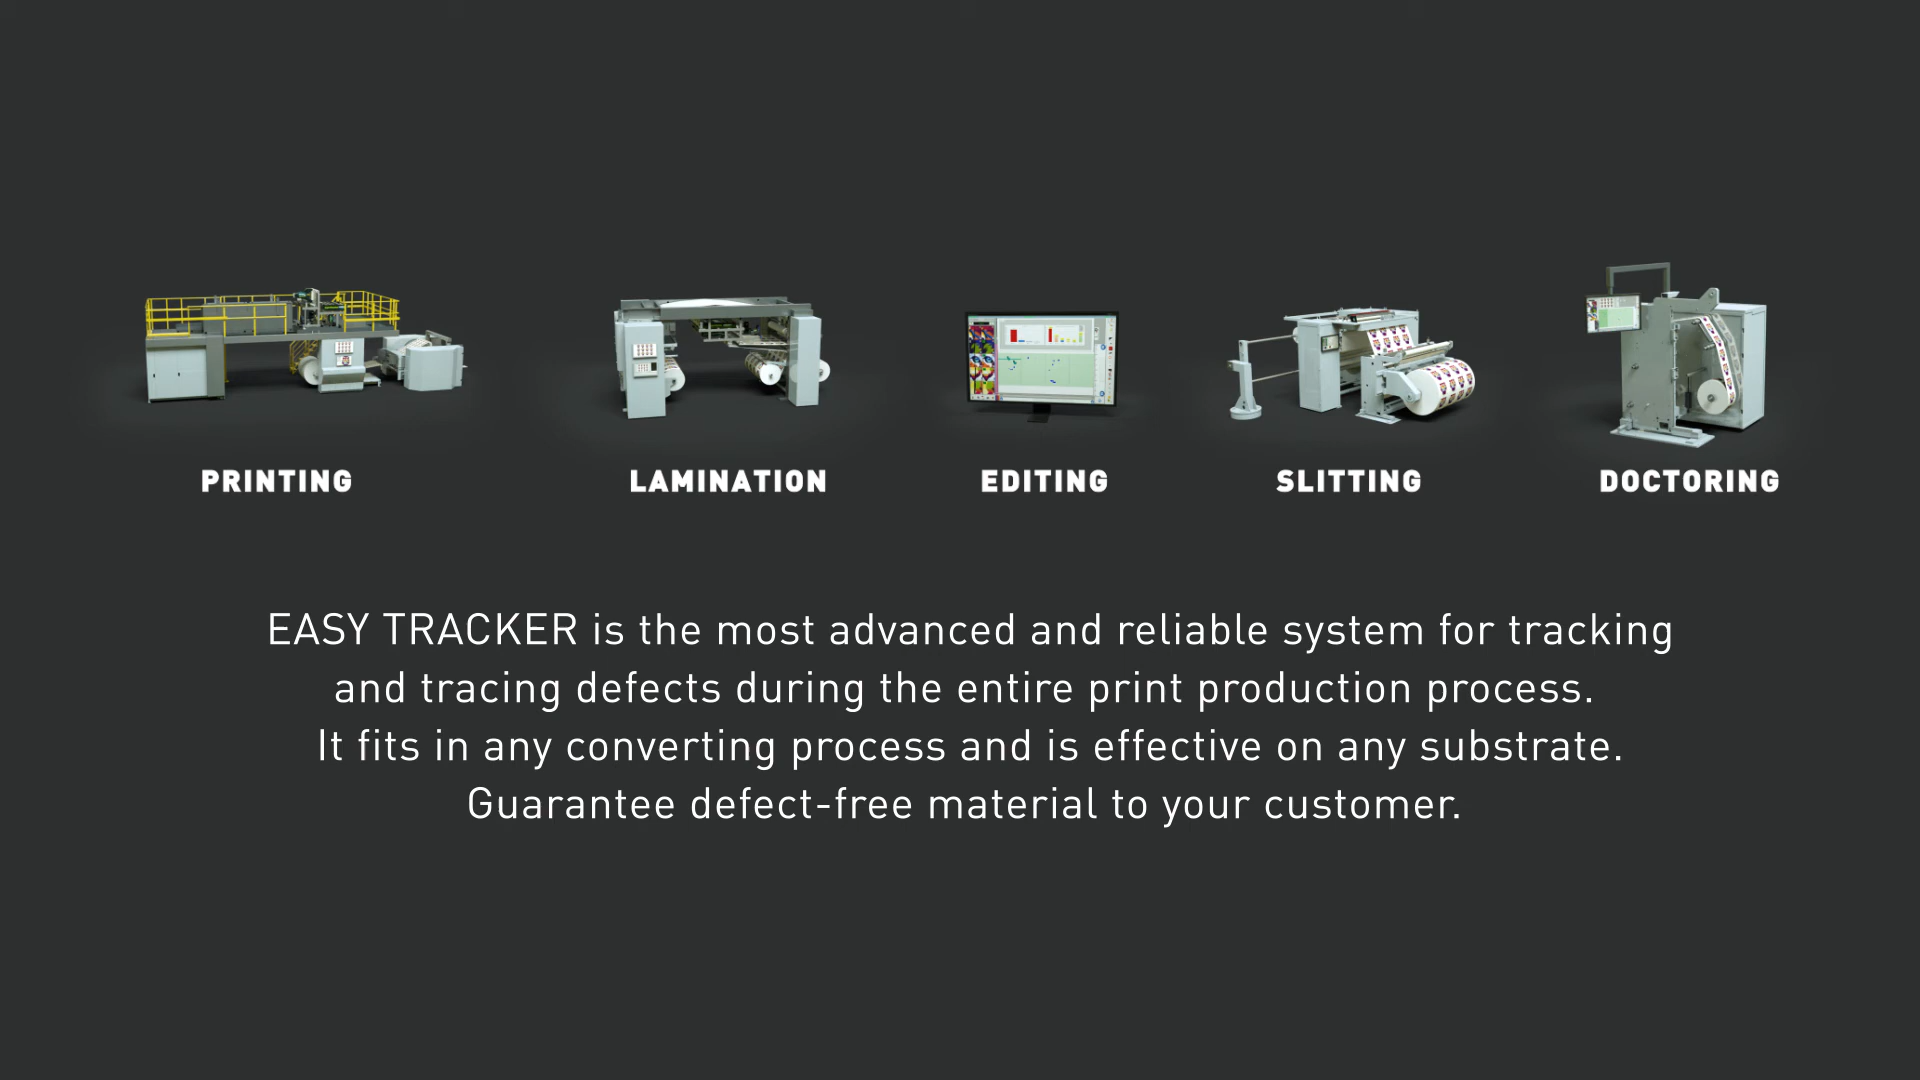 PRINTING LAMINATION EDITING SLITTING DOCTORING
EASY TRACKER is the most advanced and reliable system for tracking
and tracing defects during the entire print production process.
It fits in any converting process and is effective on any substrate.
Guarantee defect-free material to your customer.